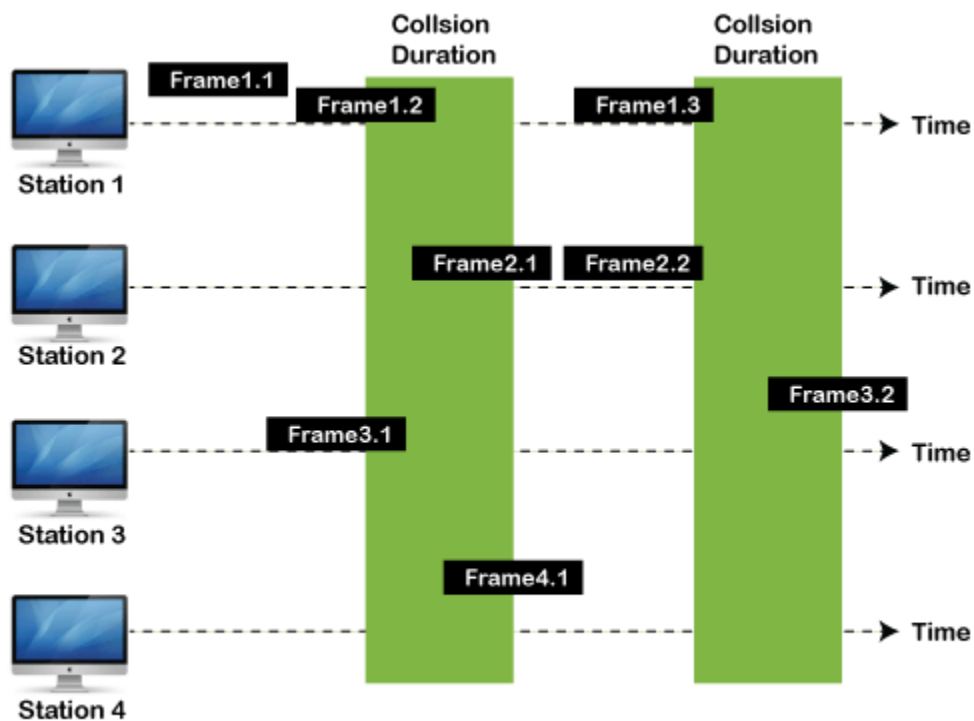 Collsion
Duration
Collsion
Duration
Frame1.1
Frame1.2
Frame1.3
Time
Station 1
Frame2.1
Frame2.2
Time
Station 2
Frame3.2
Frame3.1
Time
Station 3
Frame4.1
Time
Station 4